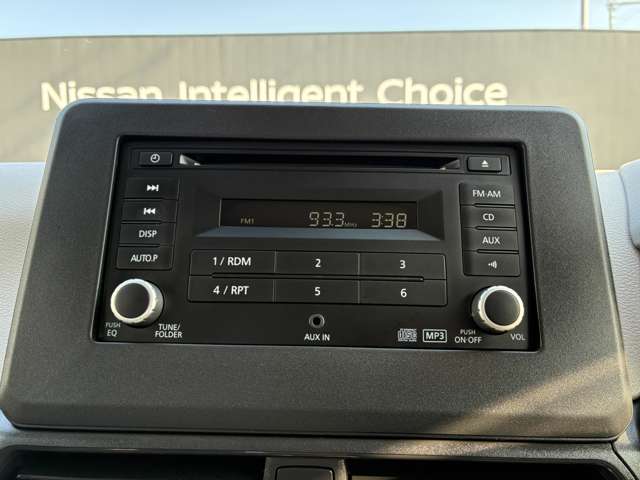 Nissan Intelligent Choice
FM·AM
DISP
AUTO.P
FM1 93.3 MHz 3:38
CD
AUX
1 / RDM 2 3
4 / RPT 5 6
PUSH EQ
TUNE/FOLDER
AUX IN
MP3
PUSH ON·OFF
VOL